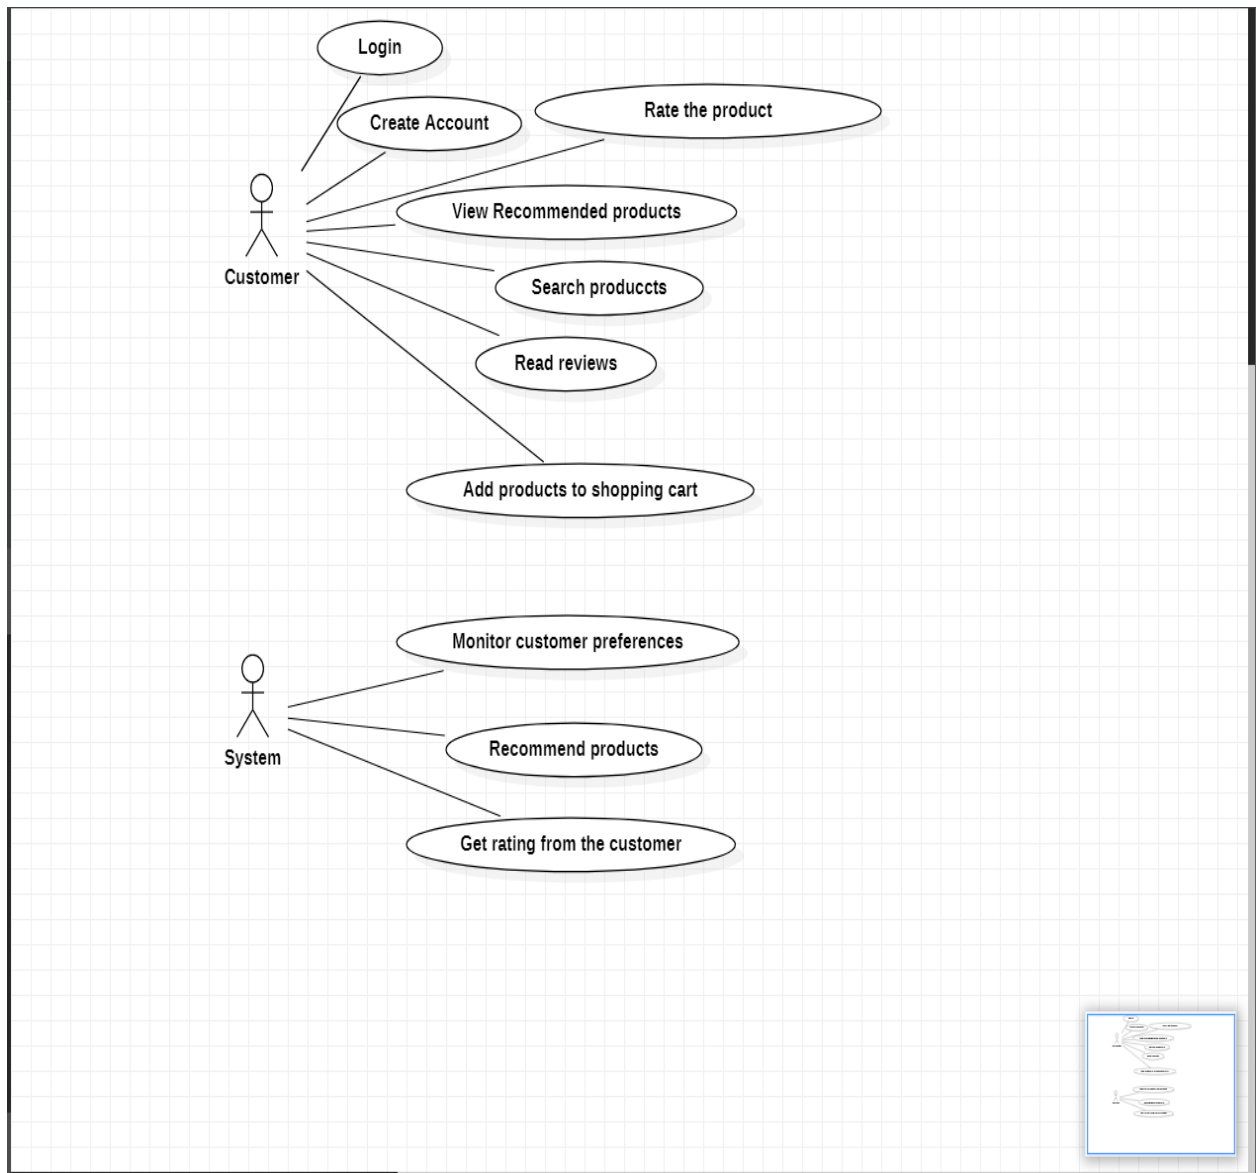 Login
Create Account
Rate the product
View Recommended products
Search produccts
Customer
Read reviews
Add products to shopping cart
Monitor customer preferences
Recommend products
System
Get rating from the customer